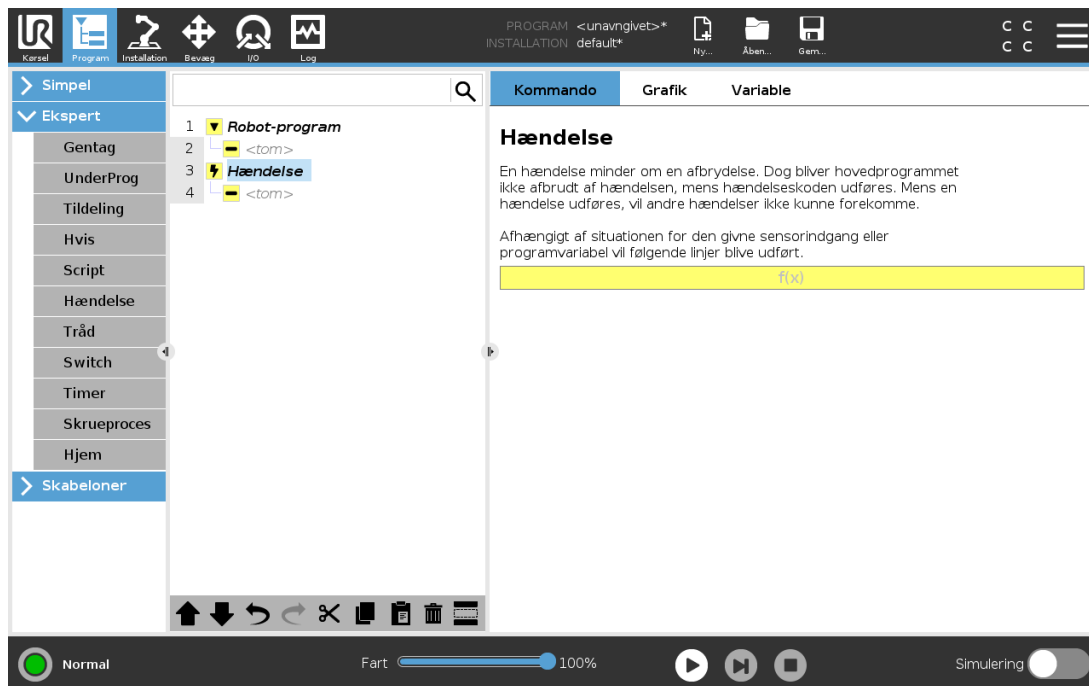 PROGRAM <unavngivet>*
INSTALLATION default*
Kørsel
Program
Installation
Bevæg
I/O
Log
Ny...
Åben...
Gem...
C C
C C
Simpel
Ekspert
Gentag
UnderProg
Tildeling
Hvis
Script
Hændelse
Tråd
Switch
Timer
Skrueproces
Hjem
Skabeloner
1 Robot-program
2 <tom>
3 Hændelse
4 <tom>
Kommando
Grafik
Variable
Hændelse
En hændelse minder om en afbrydelse. Dog bliver hovedprogrammet
ikke afbrudt af hændelsen, mens hændelseskoden udføres. Mens en
hændelse udføres, vil andre hændelser ikke kunne forekomme.
Afhængigt af situationen for den givne sensorindgang eller
programvariabel vil følgende linjer blive udført.
f(x)
Normal
Fart
100%
Simulering